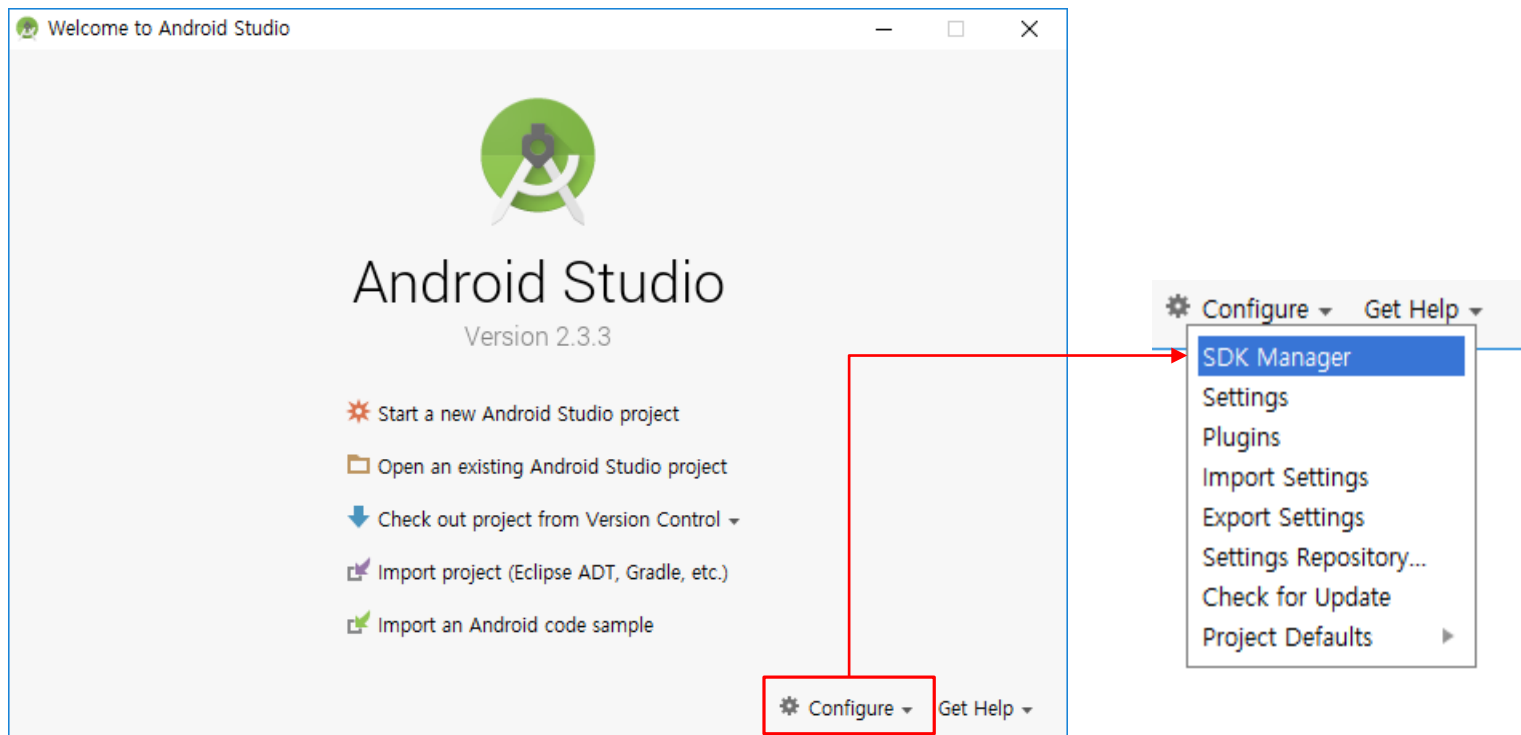 Welcome to Android Studio
Android Studio
Version 2.3.3
Start a new Android Studio project
Open an existing Android Studio project
Check out project from Version Control
Import project (Eclipse ADT, Gradle, etc.)
Import an Android code sample
Configure Get Help
Configure Get Help
SDK Manager
Settings
Plugins
Import Settings
Export Settings
Settings Repository...
Check for Update
Project Defaults